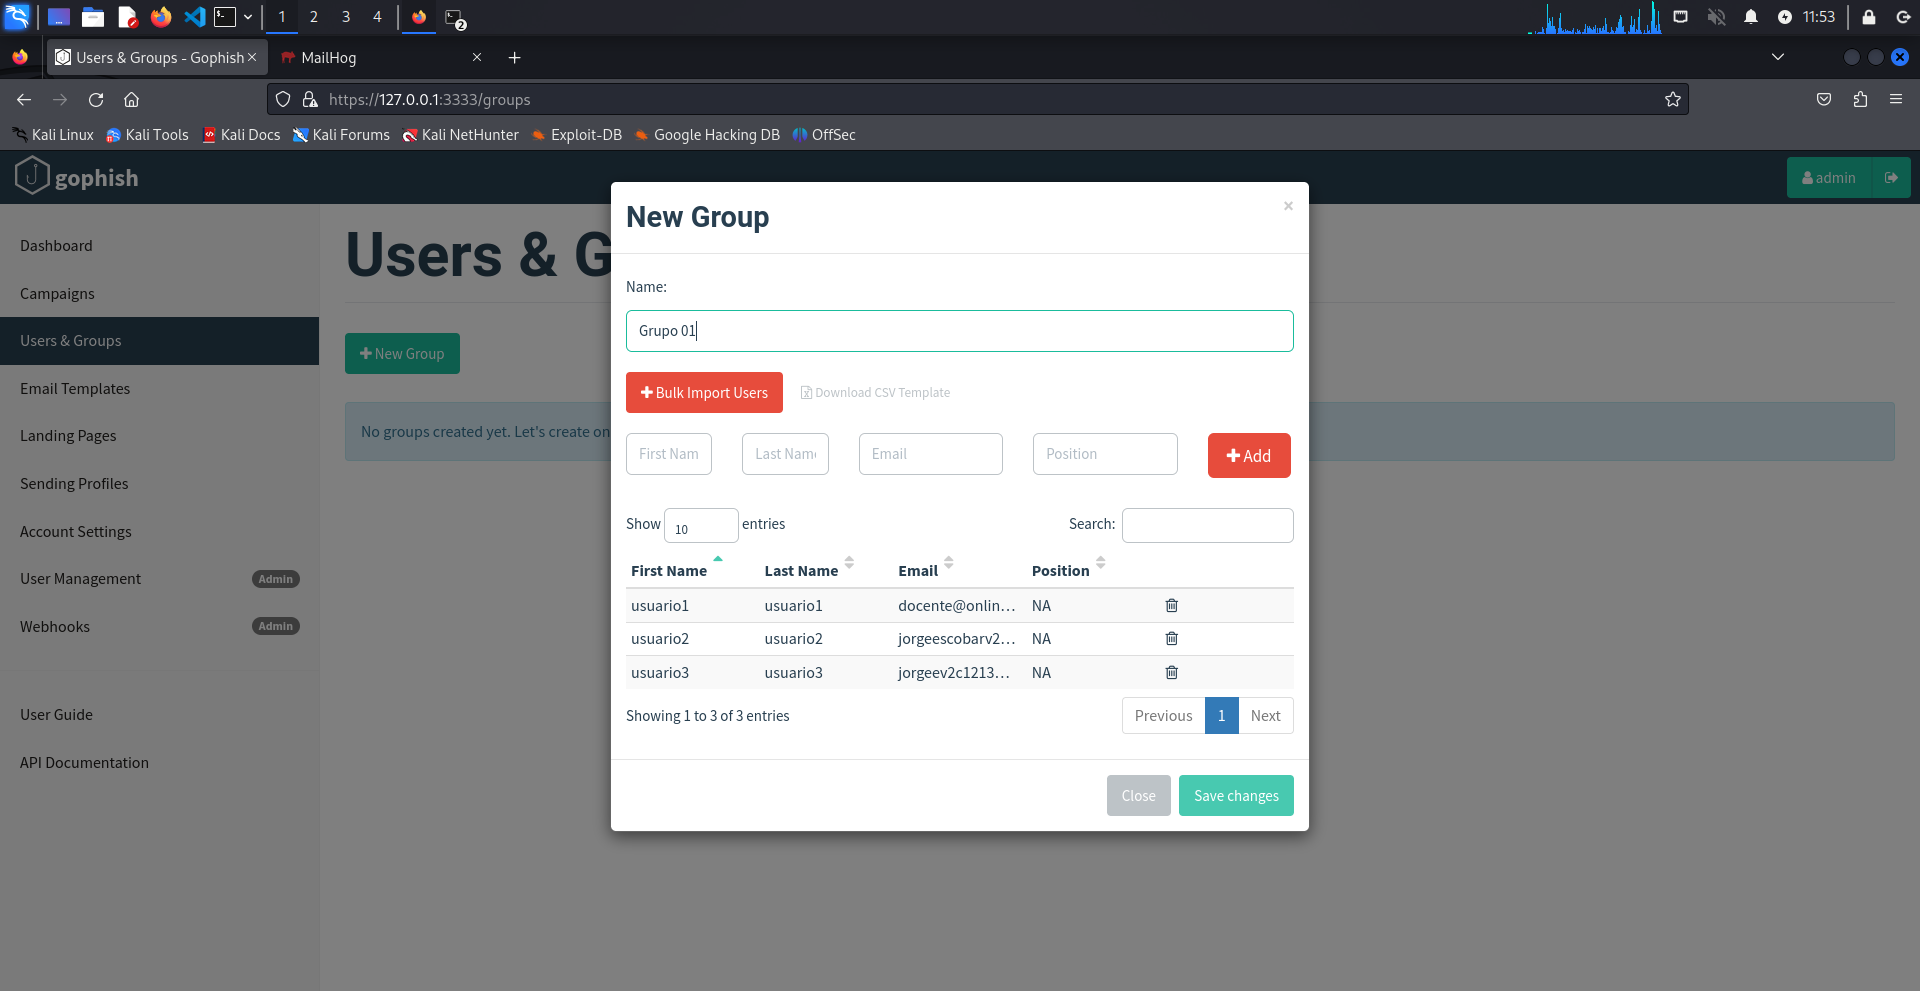 1 2 3 4 2 11:53
Users & Groups - Gophish MailHog
https://127.0.0.1:3333/groups
Kali Linux Kali Tools Kali Docs Kali Forums Kali NetHunter Exploit-DB Google Hacking DB OffSec
gophish
admin
Dashboard
Campaigns
Users & Groups
Email Templates
Landing Pages
Sending Profiles
Account Settings
User Management Admin
Webhooks Admin
User Guide
API Documentation
Users & G
New Group
No groups created yet. Let's create on
New Group
×
Name:
Grupo 01
Bulk Import Users Download CSV Template
First Nam Last Name Email Position Add
Show 10 entries Search:
First Name Last Name Email Position
usuario1 usuario1 docente@onlin... NA
usuario2 usuario2 jorgeescobarv2... NA
usuario3 usuario3 jorgeev2c1213... NA
Showing 1 to 3 of 3 entries Previous 1 Next
Close Save changes